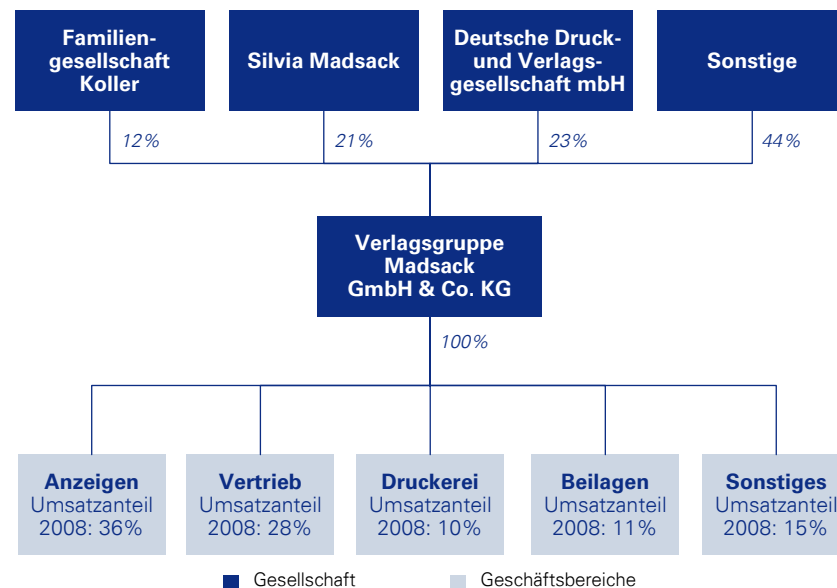 Familien-
gesellschaft
Koller
Silvia Madsack
Deutsche Druck-
und Verlags-
gesellschaft mbH
Sonstige
12%
21%
23%
44%
Verlagsgruppe
Madsack
GmbH & Co. KG
100%
Anzeigen
Umsatzanteil
2008: 36%
Vertrieb
Umsatzanteil
2008: 28%
Druckerei
Umsatzanteil
2008: 10%
Beilagen
Umsatzanteil
2008: 11%
Sonstiges
Umsatzanteil
2008: 15%
Gesellschaft
Geschäftsbereiche